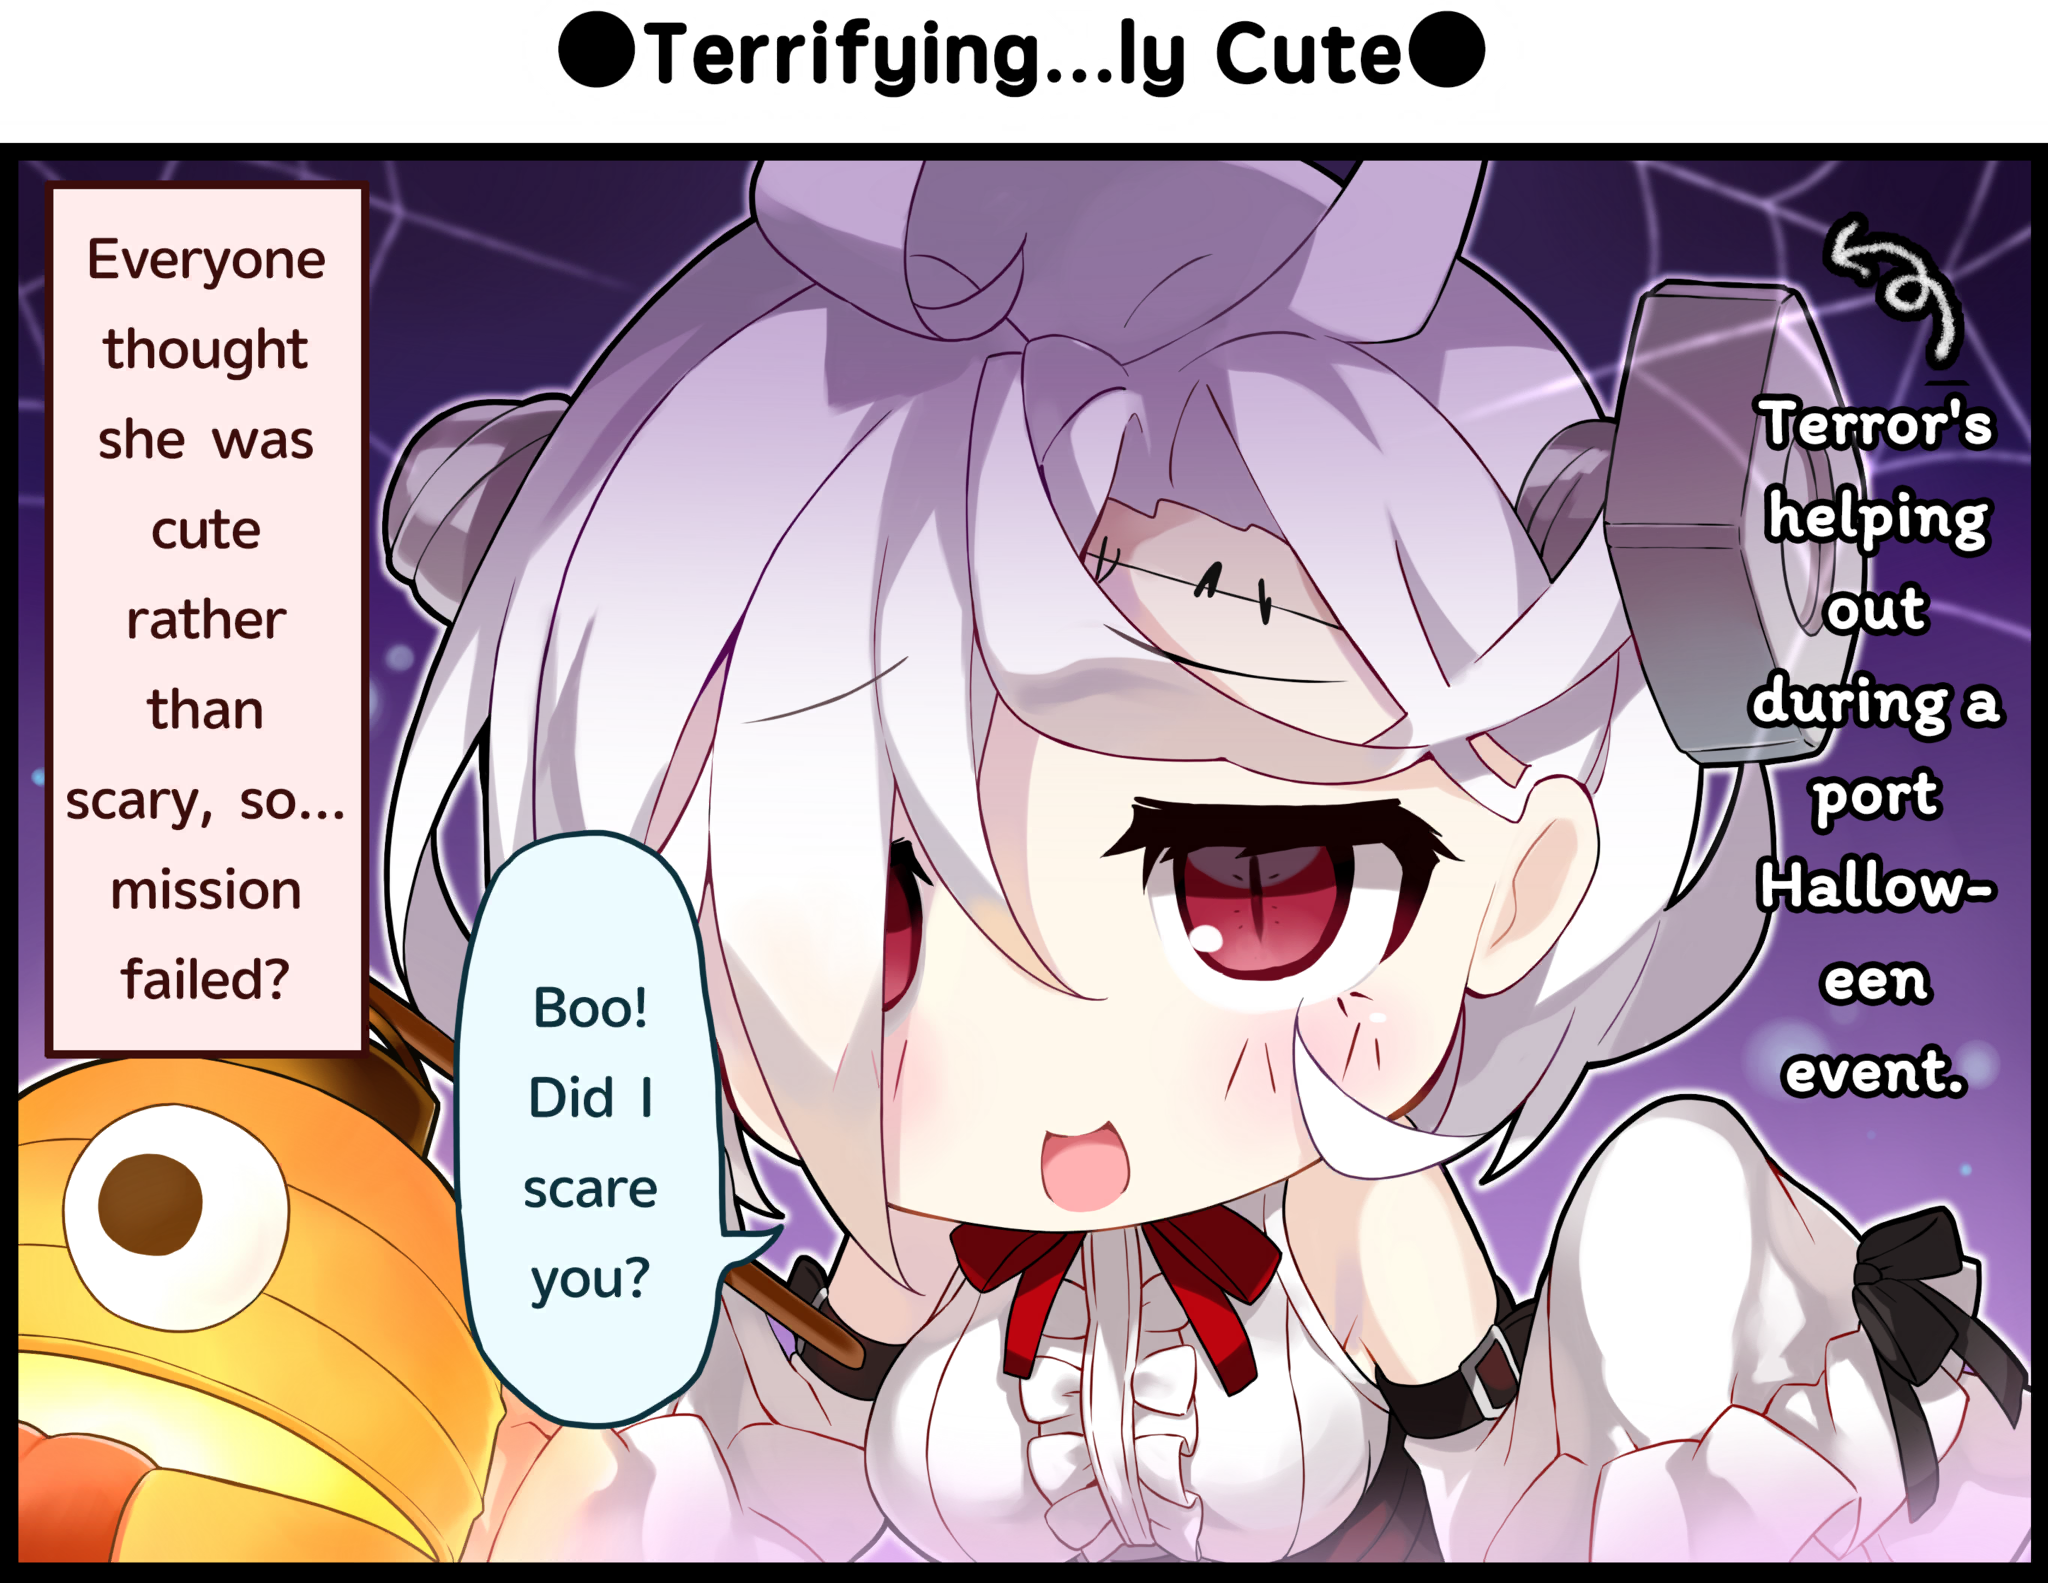 ●Terrifying...ly Cute●
Terror's
helping
out
during a
port
Hallow-
een
event.
Boo!
Did I
scare
you?
Everyone
thought
she was
cute
rather
than
scary, so...
mission
failed?